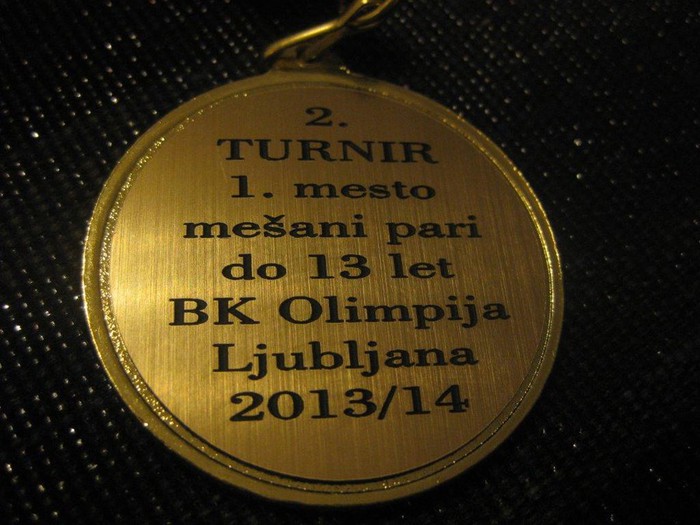 2.
TURNIR
1. mesto
mešani pari
do 13 let
BK Olimpija
Ljubljana
2013/14